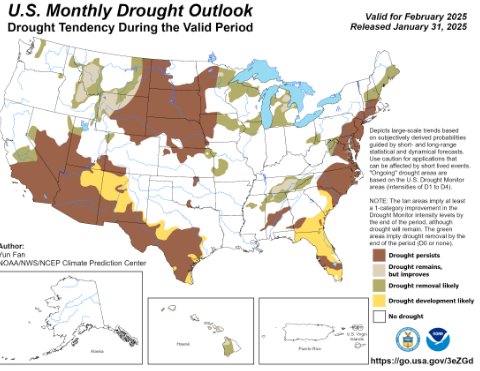 U.S. Monthly Drought Outlook
Drought Tendency During the Valid Period
Valid for February 2025
Released January 31, 2025
Depicts large-scale trends based
on subjectively derived probabilities
guided by short- and long-range
statistical and dynamical forecasts.
Use caution for applications that
can be affected by short lived events.
"Ongoing" drought areas are
based on the U.S. Drought Monitor
areas (intensities of D1 to D4).
NOTE: The tan areas imply at least
a 1-category improvement in the
Drought Monitor intensity levels by
the end of the period, although
drought will remain. The green
areas imply drought removal by the
end of the period (D0 or none).
Author:
Yun Fan
NOAA/NWS/NCEP Climate Prediction Center
Drought persists
Drought remains,
but improves
Drought removal likely
Drought development likely
No drought
Alaska
Hawaii
Puerto Rico
U.S. Virgin
Islands
https://go.usa.gov/3eZGd